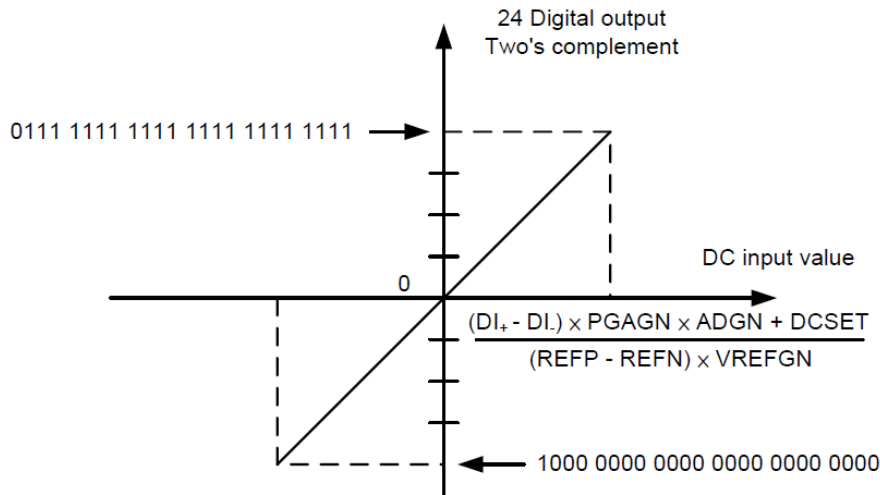 24 Digital output
Two's complement
0111 1111 1111 1111 1111 1111
DC input value
0
(DI+ - DI-) × PGAGN × ADGN + DCSET
(REFP - REFN) × VREFGN
1000 0000 0000 0000 0000 0000